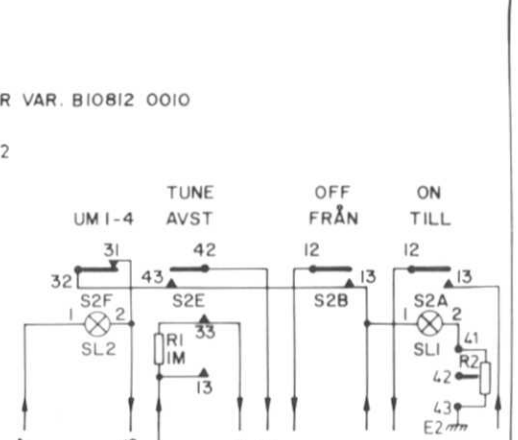 R VAR. B10812 0010
2
TUNE OFF ON
UM 1-4 AVST FRÅN TILL
31 42 12 12
32 43 13 13
S2F S2E S2B S2A
1 2 33 1 2
SL2 R1 SL1 41
1M R2
13 42
43
E2